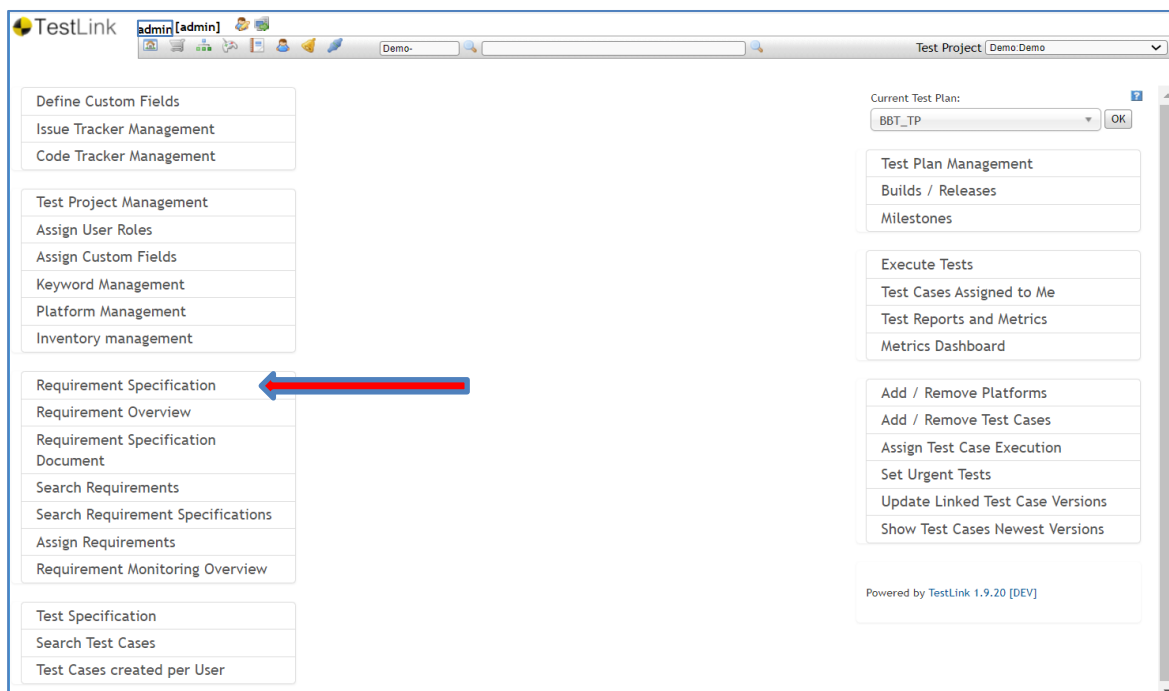 TestLink
admin [admin]
Demo-
Test Project Demo:Demo
Define Custom Fields
Issue Tracker Management
Code Tracker Management
Test Project Management
Assign User Roles
Assign Custom Fields
Keyword Management
Platform Management
Inventory management
Requirement Specification
Requirement Overview
Requirement Specification
Document
Search Requirements
Search Requirement Specifications
Assign Requirements
Requirement Monitoring Overview
Test Specification
Search Test Cases
Test Cases created per User
Current Test Plan:
?
BBT_TP
OK
Test Plan Management
Builds / Releases
Milestones
Execute Tests
Test Cases Assigned to Me
Test Reports and Metrics
Metrics Dashboard
Add / Remove Platforms
Add / Remove Test Cases
Assign Test Case Execution
Set Urgent Tests
Update Linked Test Case Versions
Show Test Cases Newest Versions
Powered by TestLink 1.9.20 [DEV]